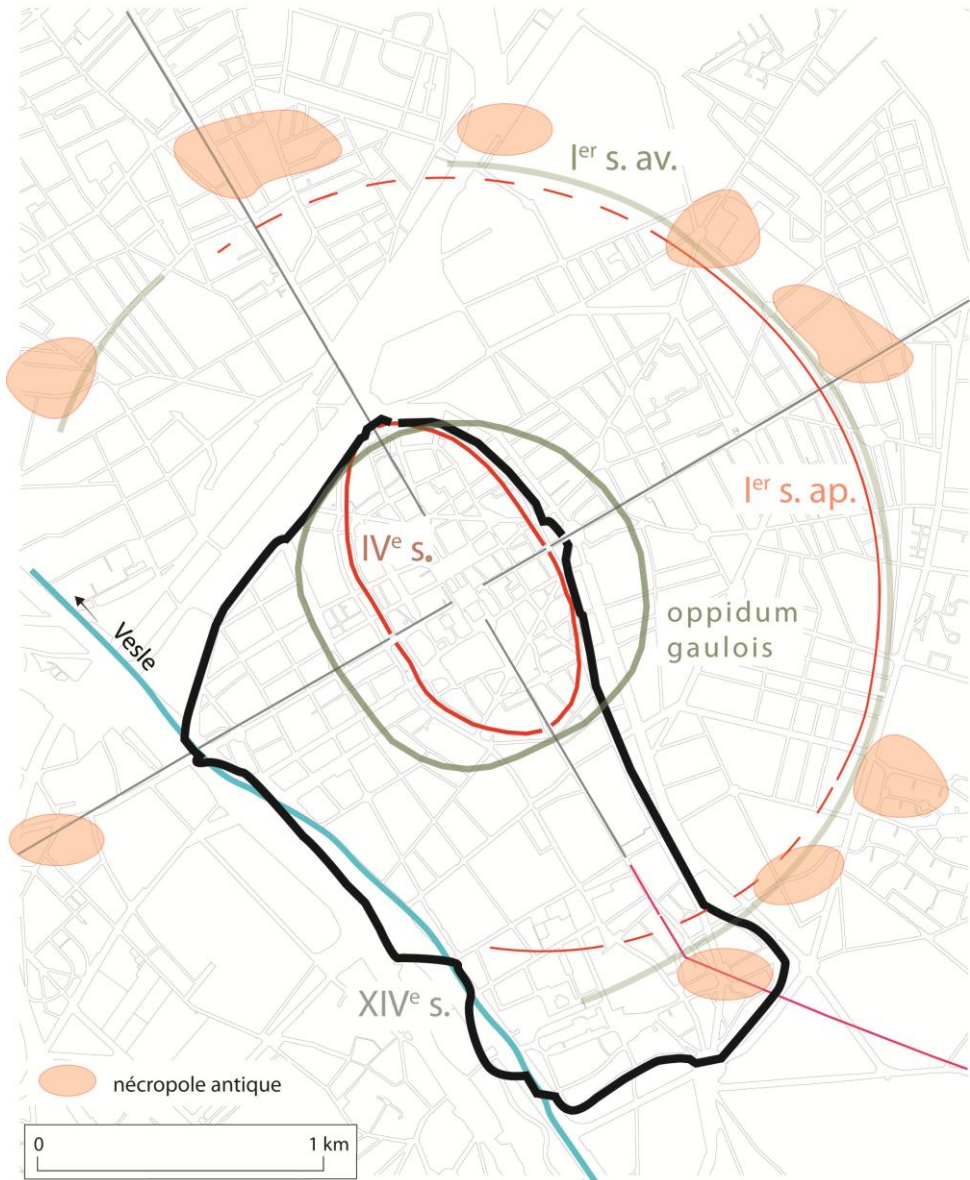 Iᵉʳ s. av.
Iᵉʳ s. ap.
IVᵉ s.
oppidum
gaulois
Vesle
XIVᵉ s.
nécropole antique
0 1 km